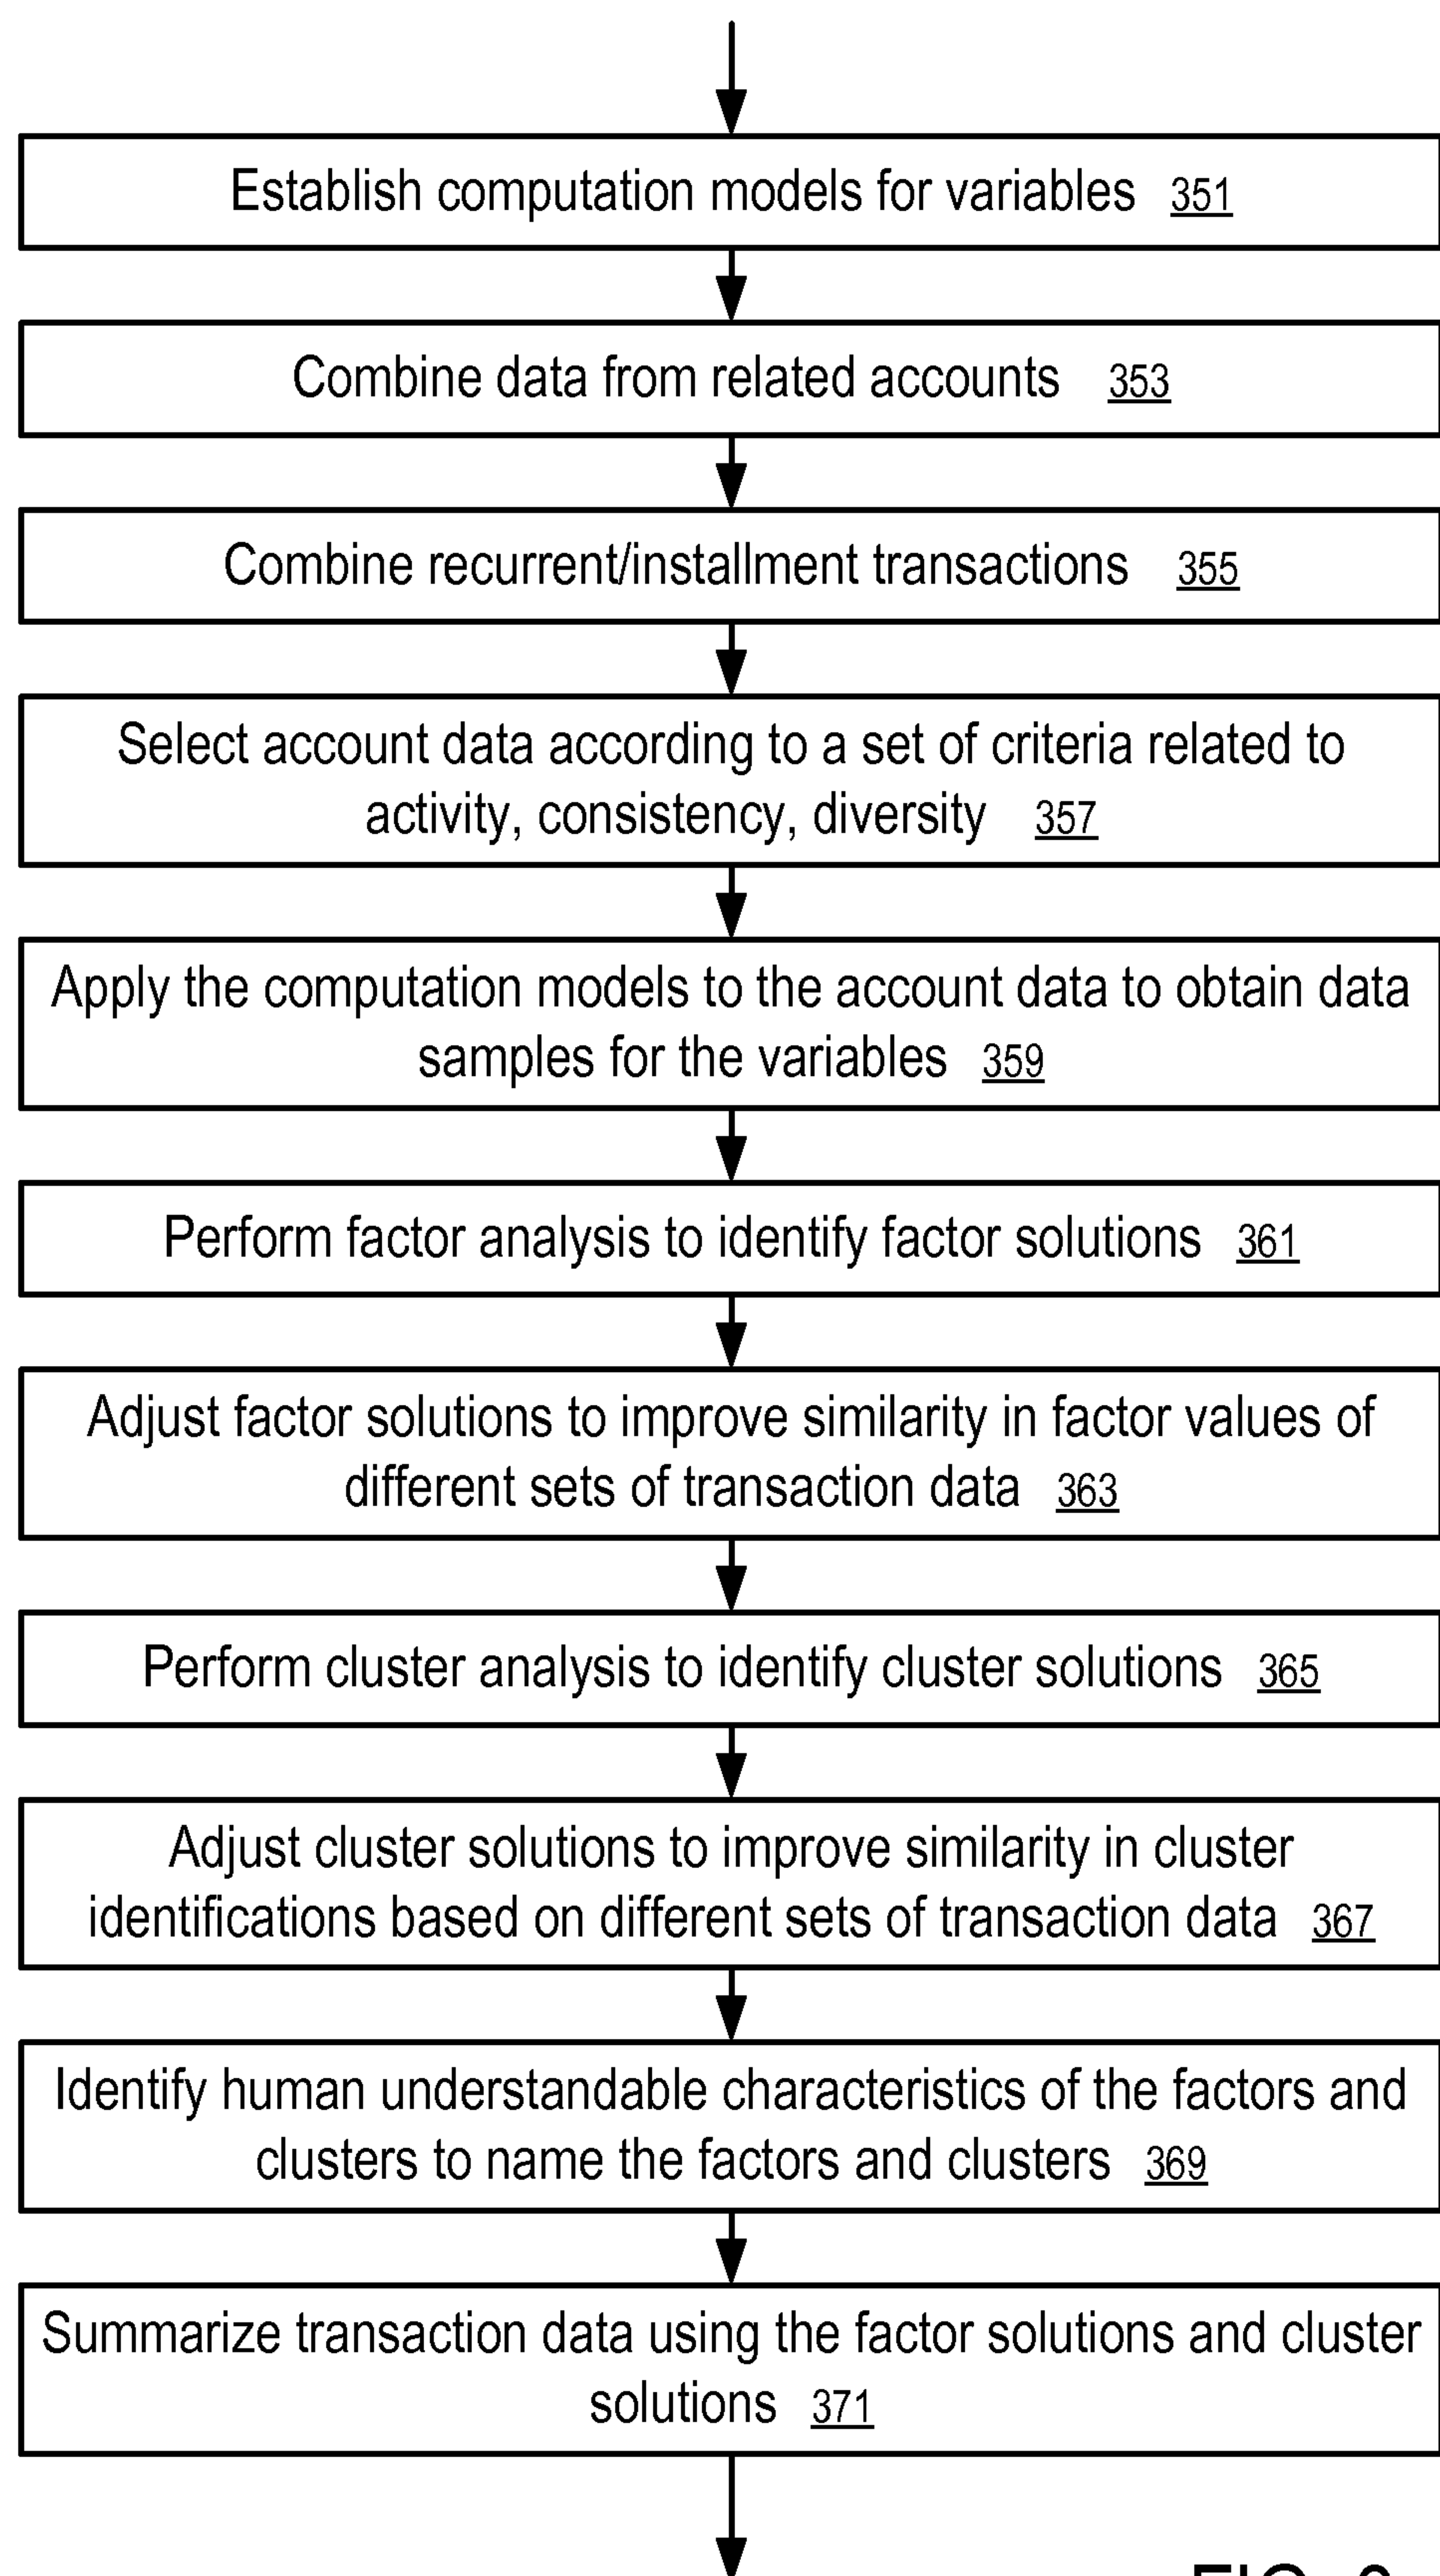 Establish computation models for variables 351
Combine data from related accounts 353
Combine recurrent/installment transactions 355
Select account data according to a set of criteria related to
activity, consistency, diversity 357
Apply the computation models to the account data to obtain data
samples for the variables 359
Perform factor analysis to identify factor solutions 361
Adjust factor solutions to improve similarity in factor values of
different sets of transaction data 363
Perform cluster analysis to identify cluster solutions 365
Adjust cluster solutions to improve similarity in cluster
identifications based on different sets of transaction data 367
Identify human understandable characteristics of the factors and
clusters to name the factors and clusters 369
Summarize transaction data using the factor solutions and cluster
solutions 371